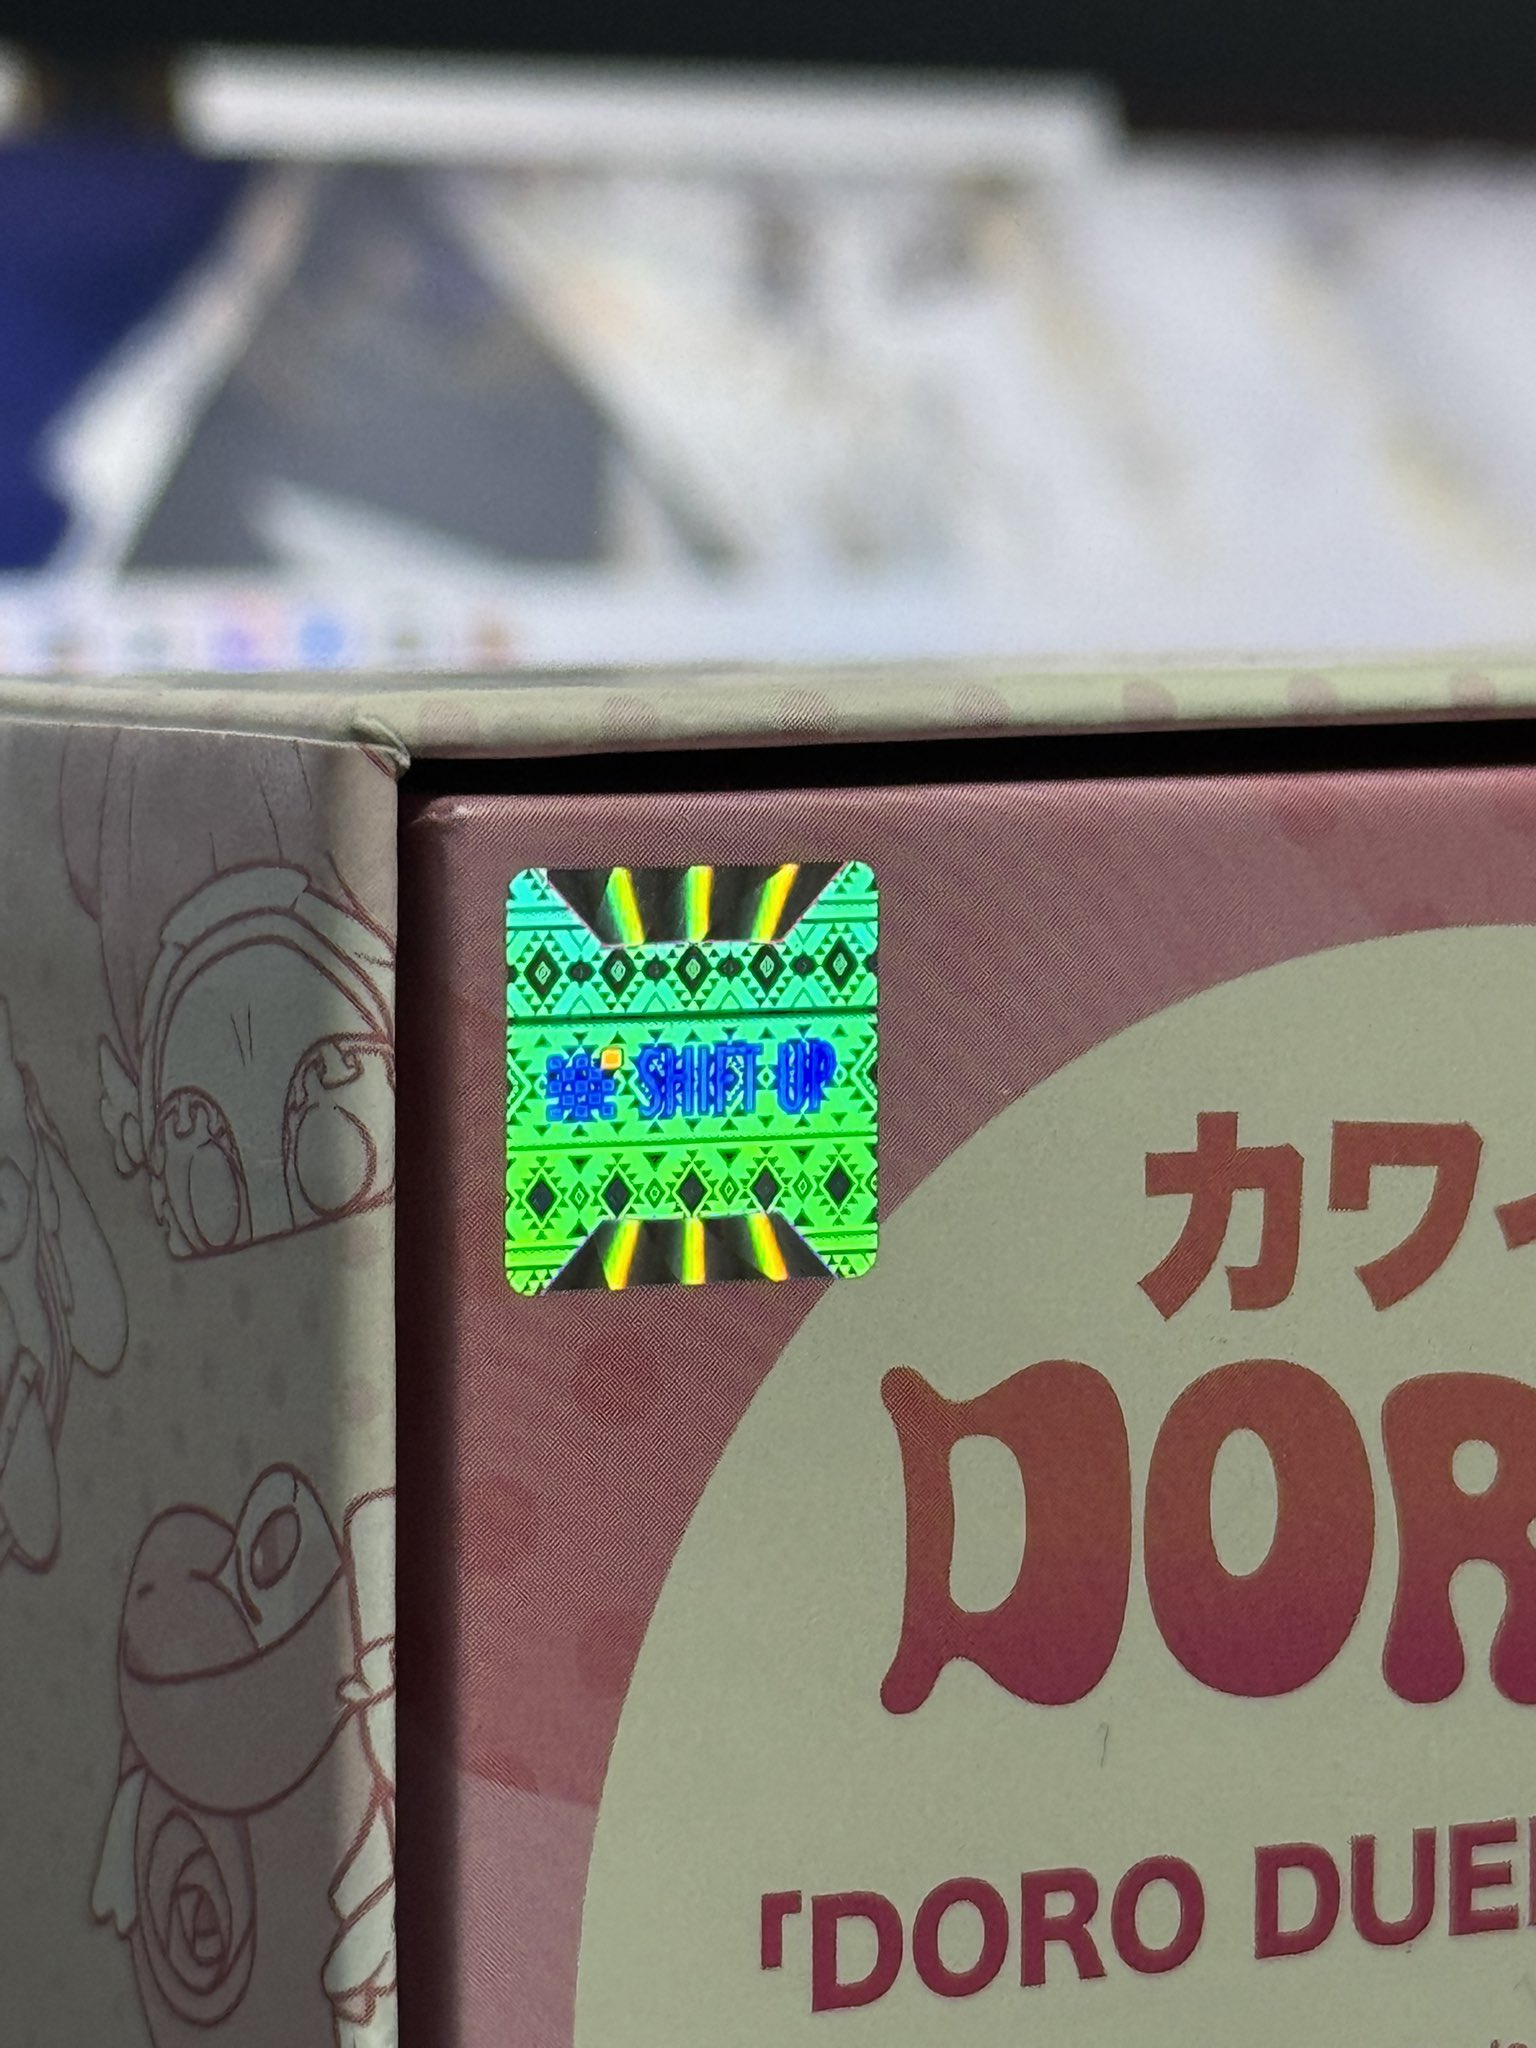 SHIFT UP
カワ
DOR
「DORO DUE